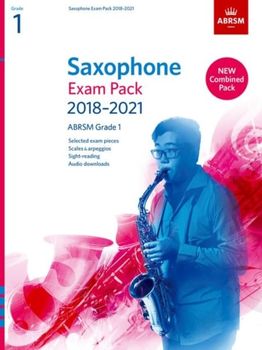 Grade
1
Saxophone Exam Pack 2018–2021
ABRSM
Saxophone
Exam Pack
2018–2021
ABRSM Grade 1
Selected exam pieces
Scales & arpeggios
Sight-reading
Audio downloads
NEW
Combined
Pack